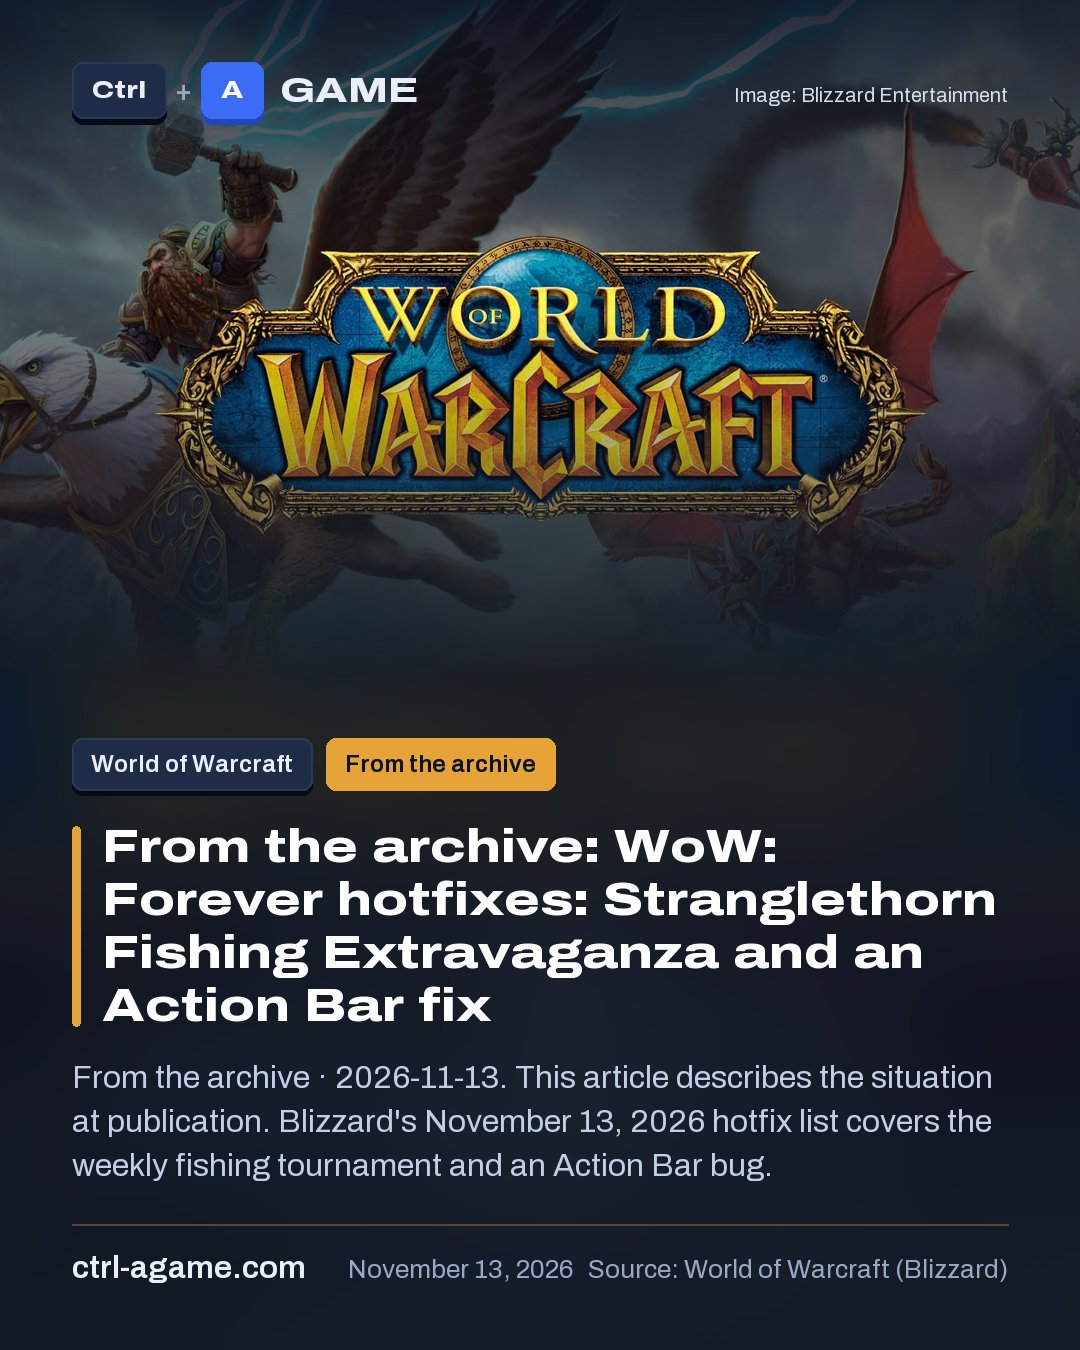 Ctrl + A GAME
Image: Blizzard Entertainment
WORLD
OF
WARCRAFT®
World of Warcraft
From the archive
From the archive: WoW:
Forever hotfixes: Stranglethorn
Fishing Extravaganza and an
Action Bar fix
From the archive · 2026-11-13. This article describes the situation
at publication. Blizzard's November 13, 2026 hotfix list covers the
weekly fishing tournament and an Action Bar bug.
ctrl-agame.com
November 13, 2026 Source: World of Warcraft (Blizzard)